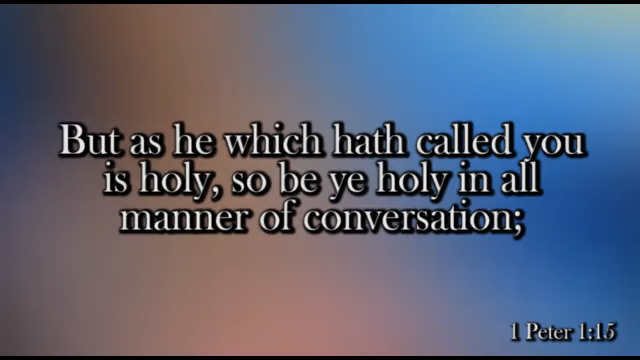 But as he which hath called you
is holy, so be ye holy in all
manner of conversation;
1 Peter 1:15